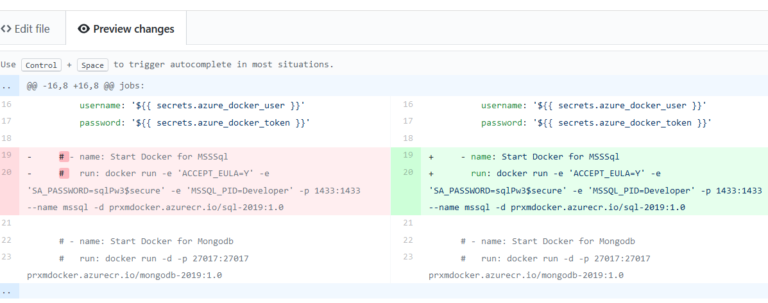 Edit file
Preview changes
Use Control + Space to trigger autocomplete in most situations.
.. @@ -16,8 +16,8 @@ jobs:
16 username: '${{ secrets.azure_docker_user }}'
17 password: '${{ secrets.azure_docker_token }}'
18
19 - # - name: Start Docker for MSSSql
20 - # run: docker run -e 'ACCEPT_EULA=Y' -e
'SA_PASSWORD=sqlPw3$secure' -e 'MSSQL_PID=Developer' -p 1433:1433
--name mssql -d prxmdocker.azurecr.io/sql-2019:1.0
21
22 # - name: Start Docker for Mongodb
23 # run: docker run -d -p 27017:27017
prxmdocker.azurecr.io/mongodb-2019:1.0
..
16 username: '${{ secrets.azure_docker_user }}'
17 password: '${{ secrets.azure_docker_token }}'
18
19 + - name: Start Docker for MSSSql
20 + run: docker run -e 'ACCEPT_EULA=Y' -e
'SA_PASSWORD=sqlPw3$secure' -e 'MSSQL_PID=Developer' -p 1433:1433
--name mssql -d prxmdocker.azurecr.io/sql-2019:1.0
21
22 # - name: Start Docker for Mongodb
23 # run: docker run -d -p 27017:27017
prxmdocker.azurecr.io/mongodb-2019:1.0